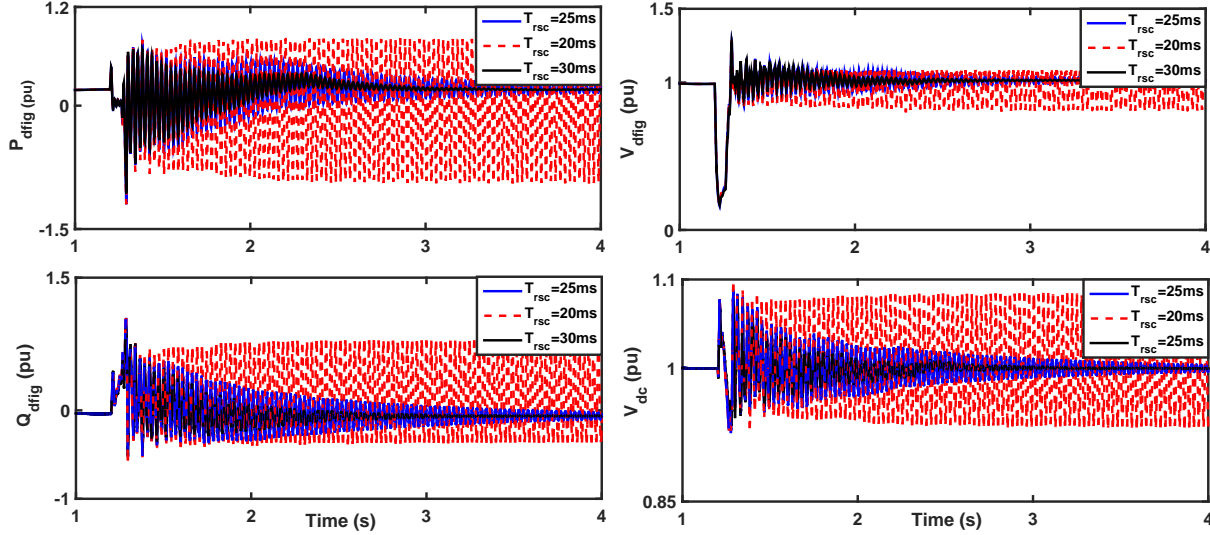 1.2
0
-1.5
P_dfig (pu)
T_rsc=25ms
T_rsc=20ms
T_rsc=30ms
1 2 3 4
1.5
1
0
V_dfig (pu)
T_rsc=25ms
T_rsc=20ms
T_rsc=30ms
1 2 3 4
1.5
0
-1
Q_dfig (pu)
T_rsc=25ms
T_rsc=20ms
T_rsc=30ms
1 2 3 4
Time (s)
1.1
1
0.85
V_dc (pu)
T_rsc=25ms
T_rsc=20ms
T_rsc=25ms
1 2 3 4
Time (s)